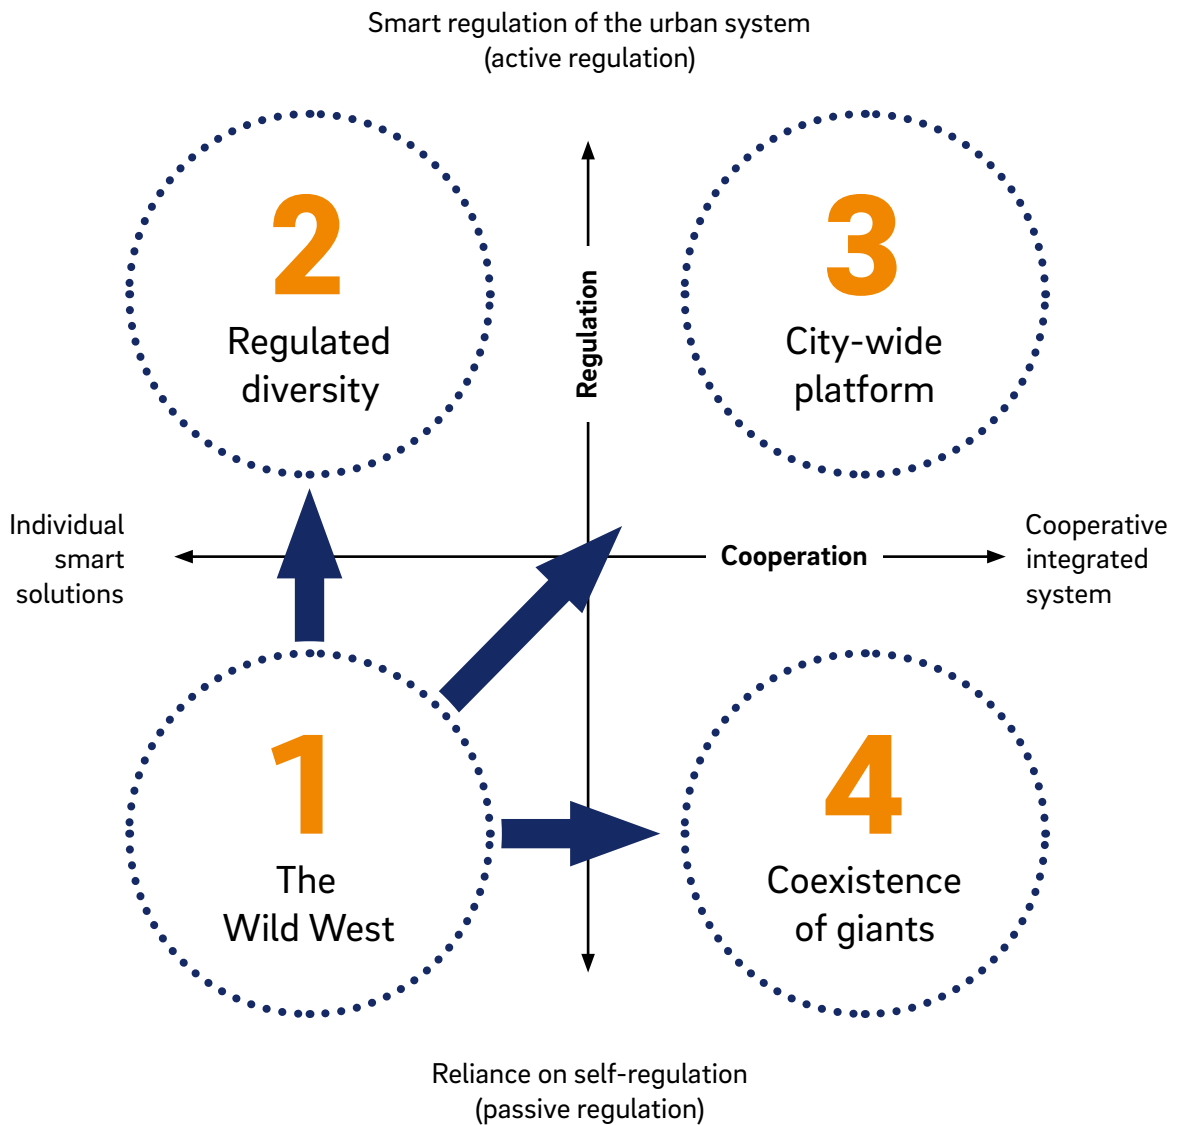 Smart regulation of the urban system
(active regulation)
2
Regulated
diversity
3
City-wide
platform
Regulation
Individual
smart
solutions
Cooperation
Cooperative
integrated
system
1
The
Wild West
4
Coexistence
of giants
Reliance on self-regulation
(passive regulation)